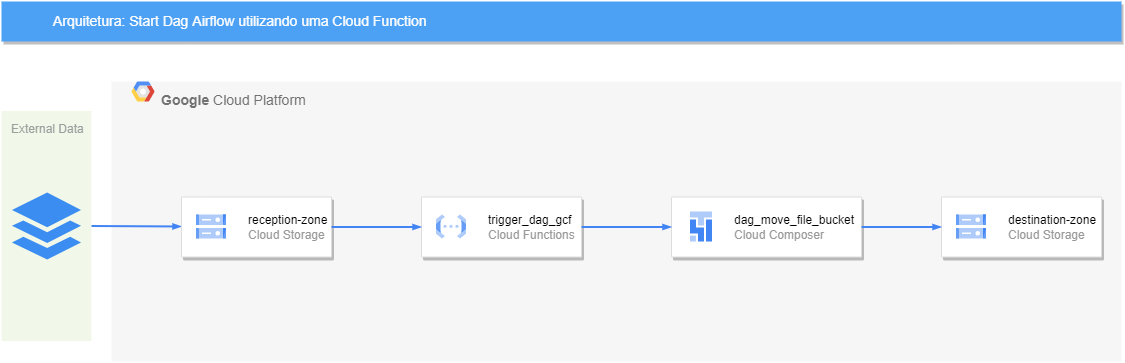 Arquitetura: Start Dag Airflow utilizando uma Cloud Function
Google Cloud Platform
External Data
reception-zone
Cloud Storage
trigger_dag_gcf
Cloud Functions
dag_move_file_bucket
Cloud Composer
destination-zone
Cloud Storage